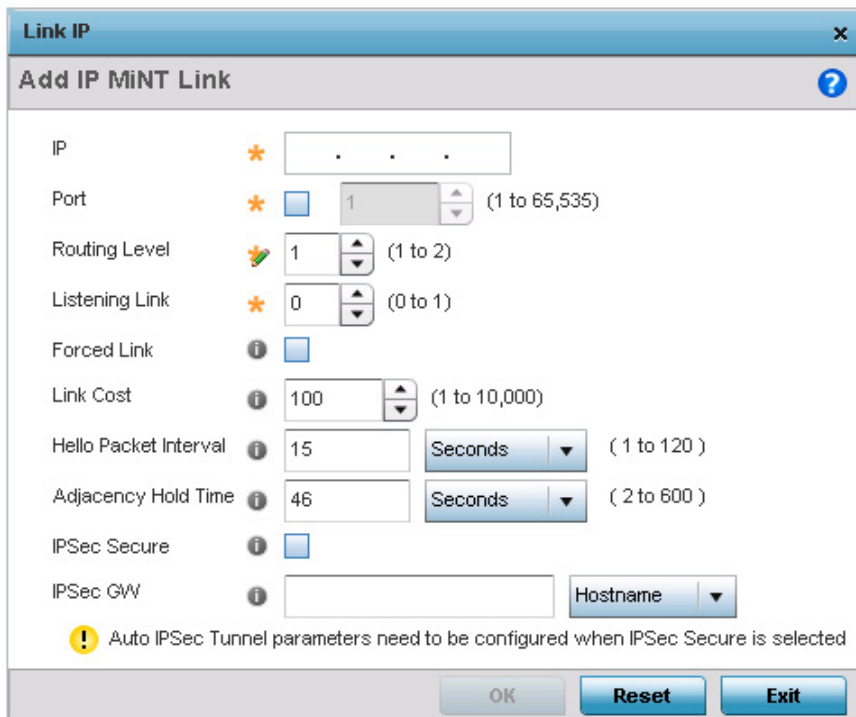 Link IP
Add IP MiNT Link
IP . . .
Port 1 (1 to 65,535)
Routing Level 1 (1 to 2)
Listening Link 0 (0 to 1)
Forced Link
Link Cost 100 (1 to 10,000)
Hello Packet Interval 15 Seconds ( 1 to 120 )
Adjacency Hold Time 46 Seconds ( 2 to 600 )
IPSec Secure
IPSec GW Hostname
Auto IPSec Tunnel parameters need to be configured when IPSec Secure is selected
OK Reset Exit